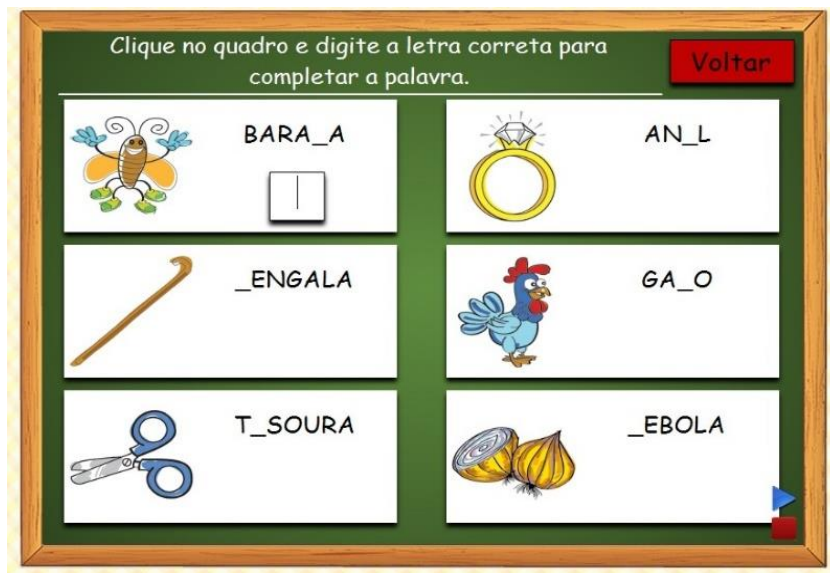 Clique no quadro e digite a letra correta para
completar a palavra.
Voltar
BARA_A
AN_L
_ENGALA
GA_O
T_SOURA
_EBOLA